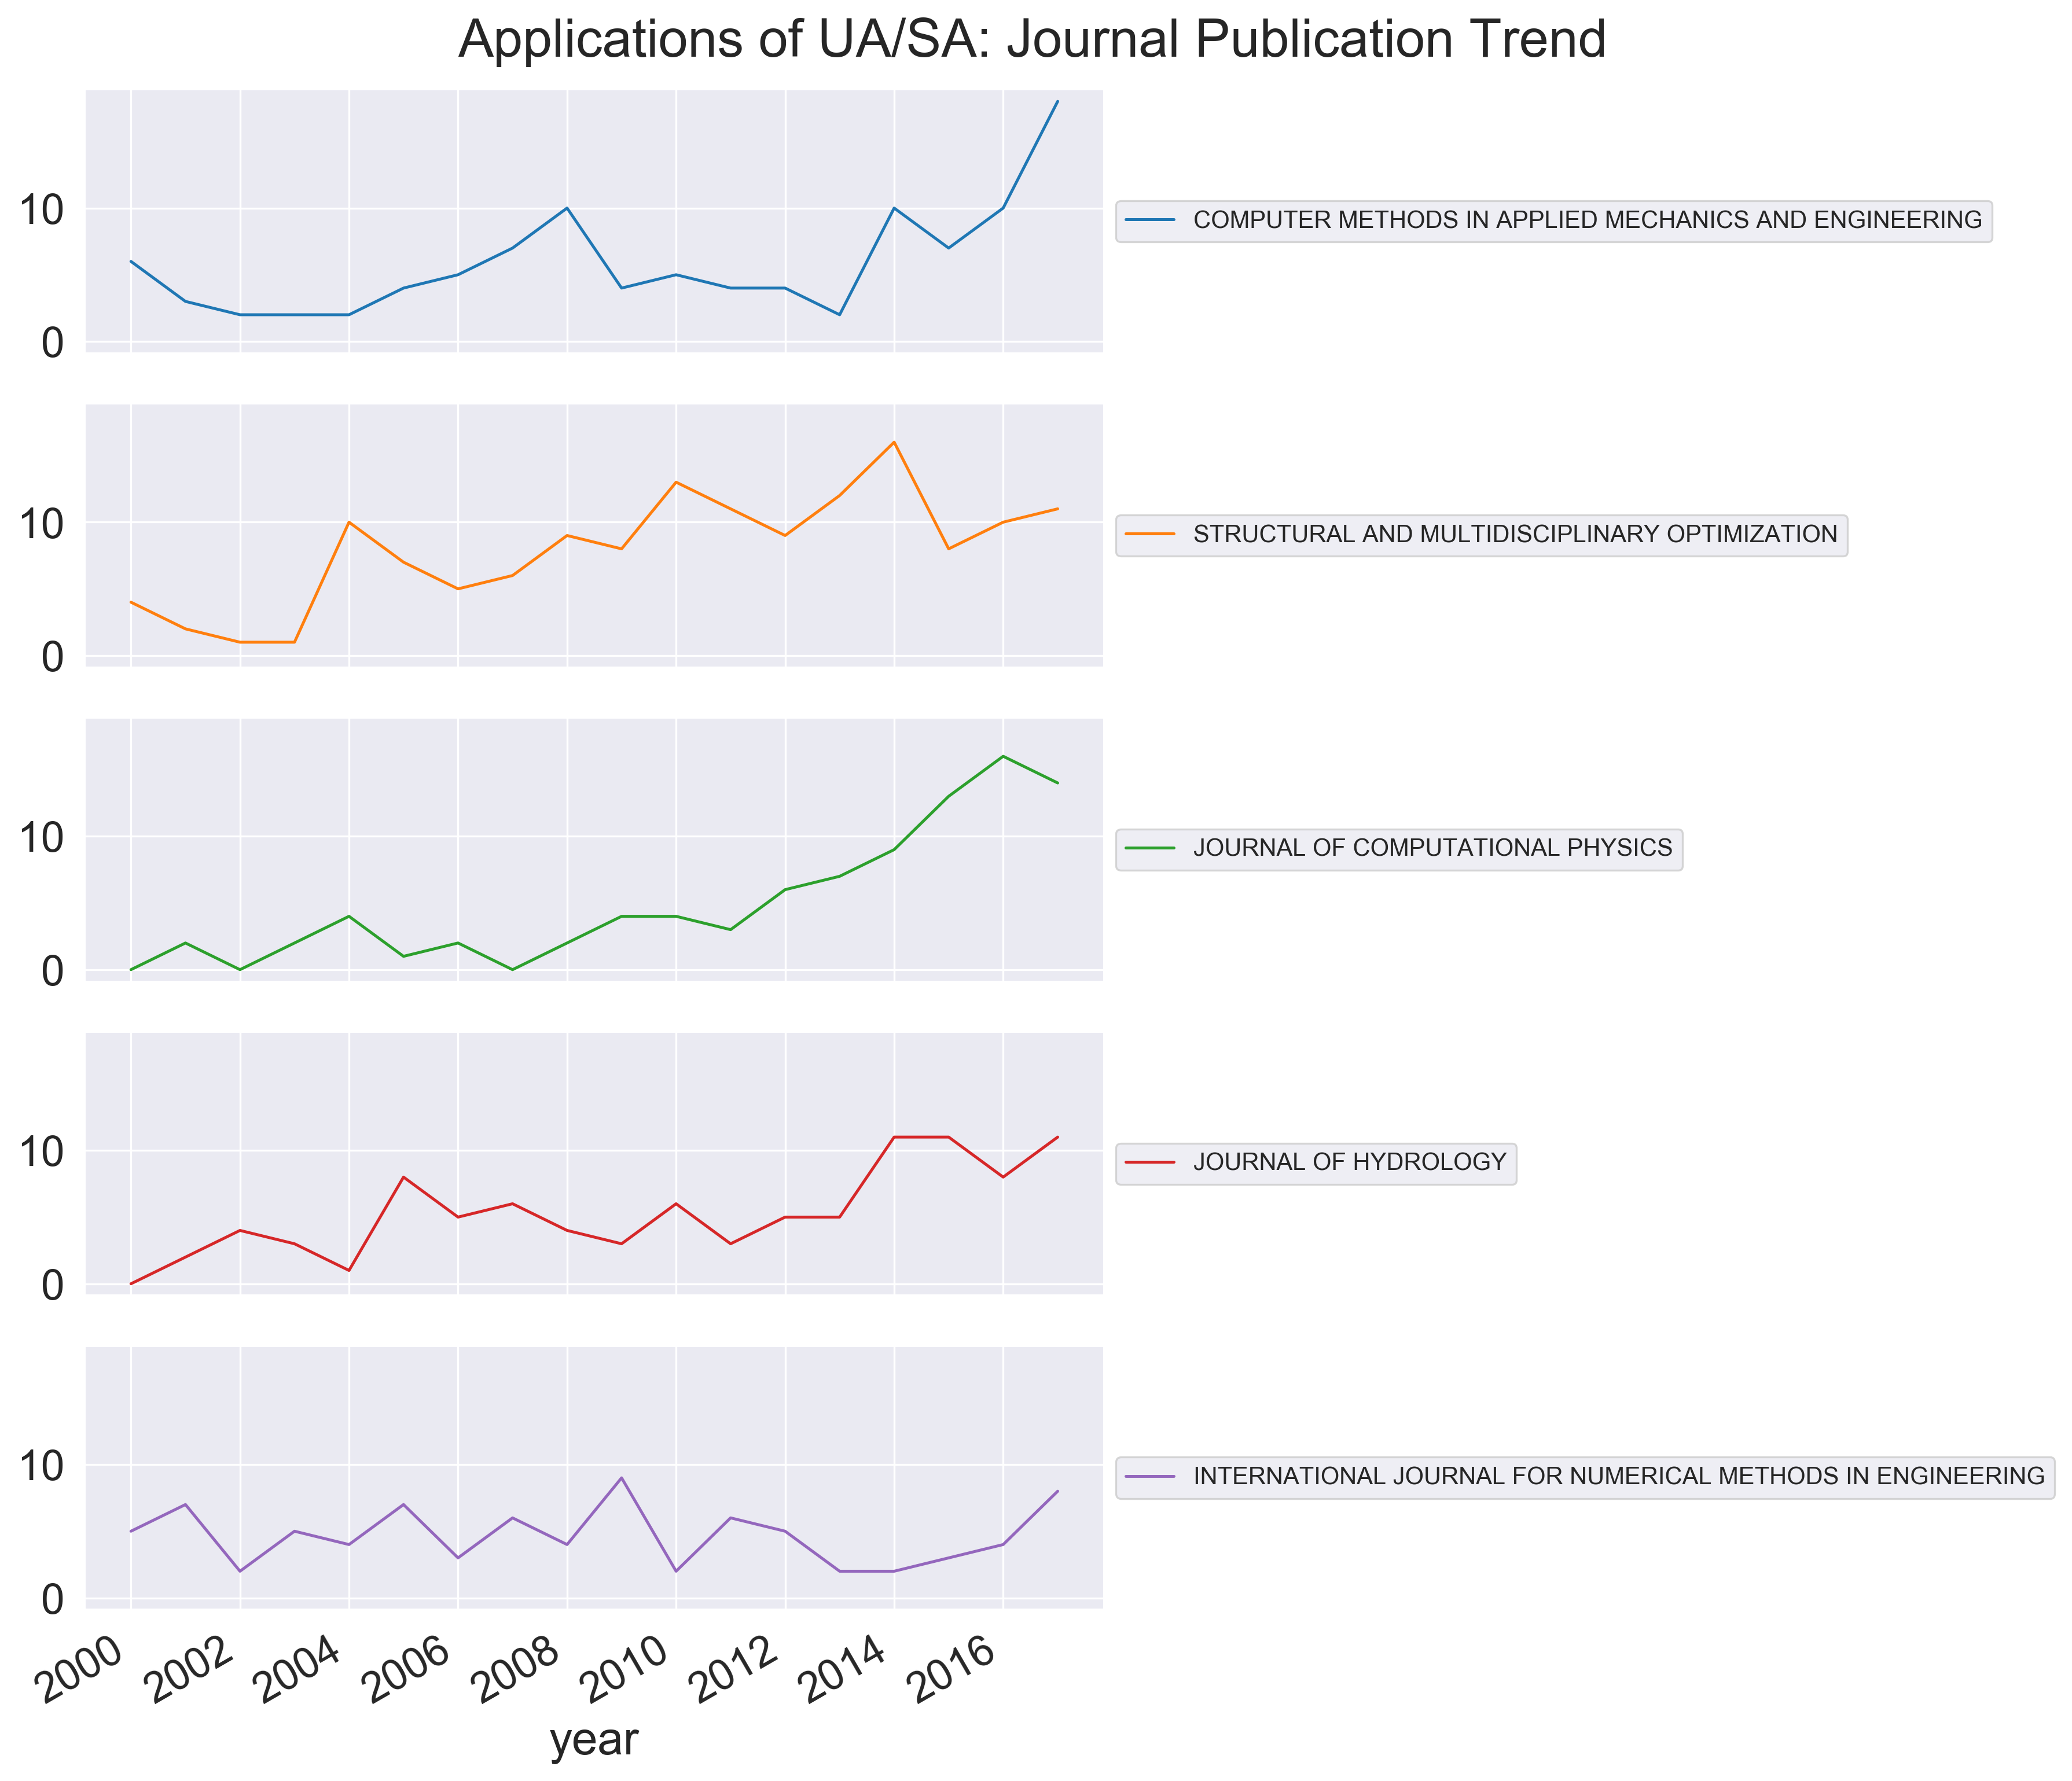 Applications of UA/SA: Journal Publication Trend
10
0
COMPUTER METHODS IN APPLIED MECHANICS AND ENGINEERING
10
0
STRUCTURAL AND MULTIDISCIPLINARY OPTIMIZATION
10
0
JOURNAL OF COMPUTATIONAL PHYSICS
10
0
JOURNAL OF HYDROLOGY
10
0
INTERNATIONAL JOURNAL FOR NUMERICAL METHODS IN ENGINEERING
2000 2002 2004 2006 2008 2010 2012 2014 2016
year